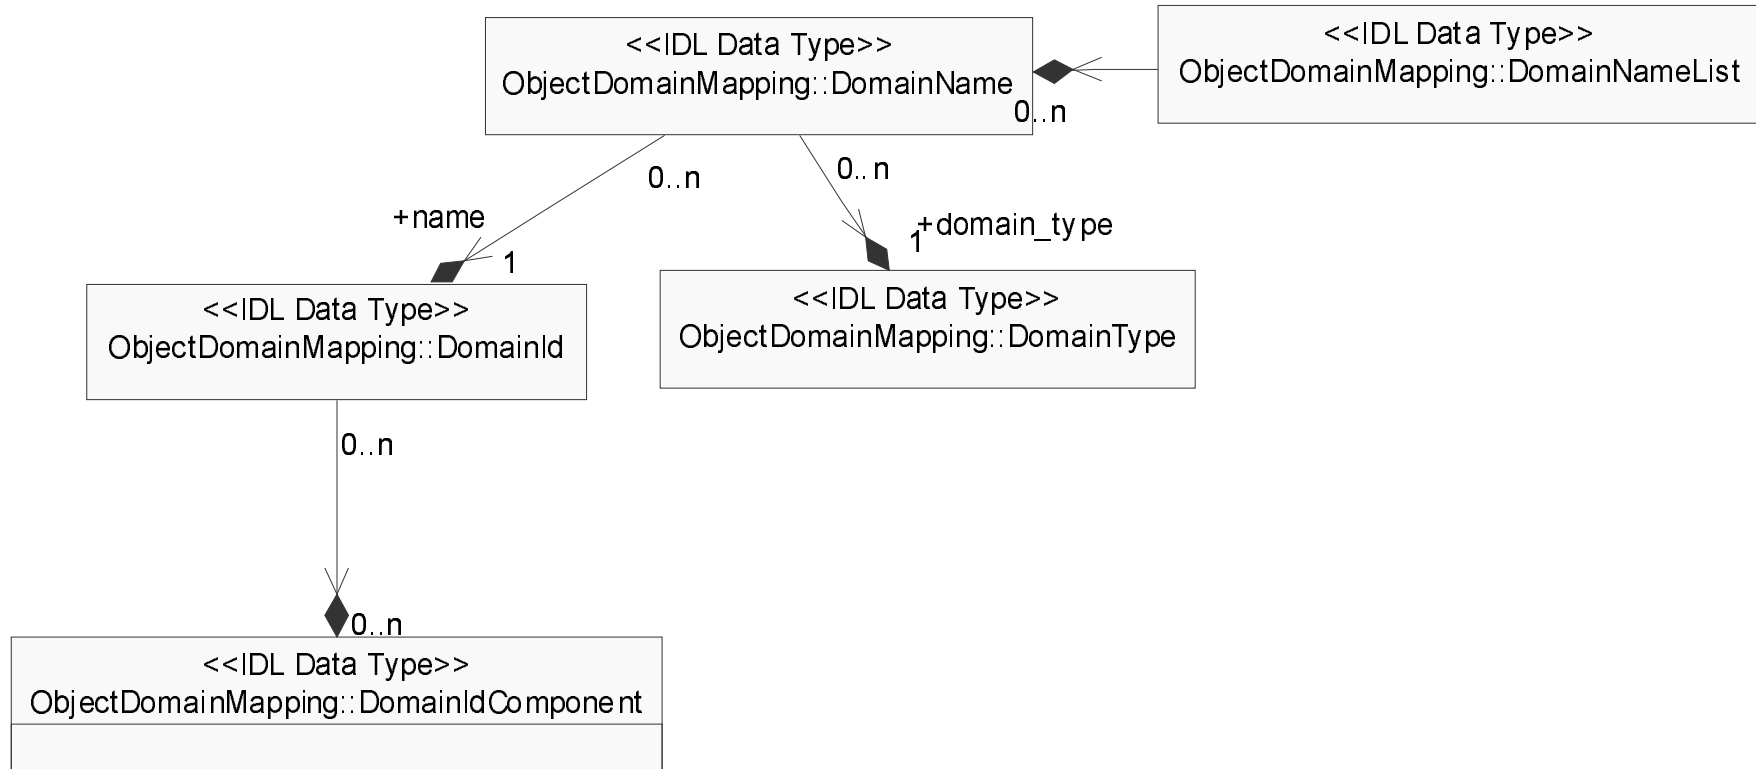 <<IDL Data Type>>
ObjectDomainMapping::DomainName
<<IDL Data Type>>
ObjectDomainMapping::DomainNameList
0..n
0..n
0..n
+name
1
+domain_type
1
<<IDL Data Type>>
ObjectDomainMapping::DomainId
<<IDL Data Type>>
ObjectDomainMapping::DomainType
0..n
0..n
<<IDL Data Type>>
ObjectDomainMapping::DomainIdComponent